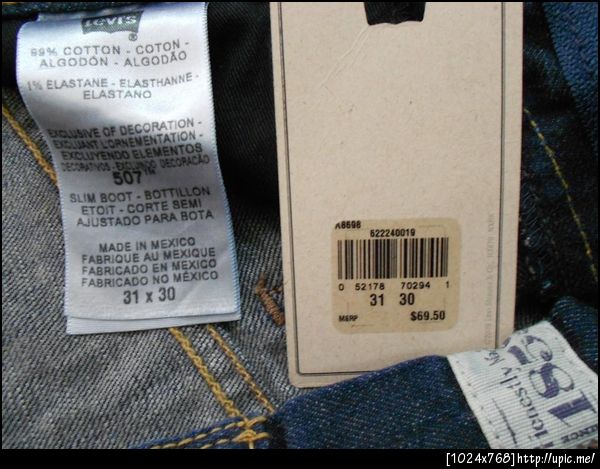 Levi's
99% COTTON - COTON -
ALGODÓN - ALGODÃO
1% ELASTANE - ELASTHANNE -
ELASTANO
EXCLUSIVE OF DECORATION -
EXCLUANT L'ORNEMENTATION -
EXCLUYENDO ELEMENTOS
DECORATIVOS - EXCLUINDO DECORAÇÃO
507™
SLIM BOOT - BOTTILLON
ETOIT - CORTE SEMI
AJUSTADO PARA BOTA
MADE IN MEXICO
FABRIQUE AU MEXIQUE
FABRICADO EN MEXICO
FABRICADO NO MÉXICO
31 x 30
X8698
622240019
0 52178 70294 1
31 30
MSRP $69.50
[1024x768]http://upic.me/